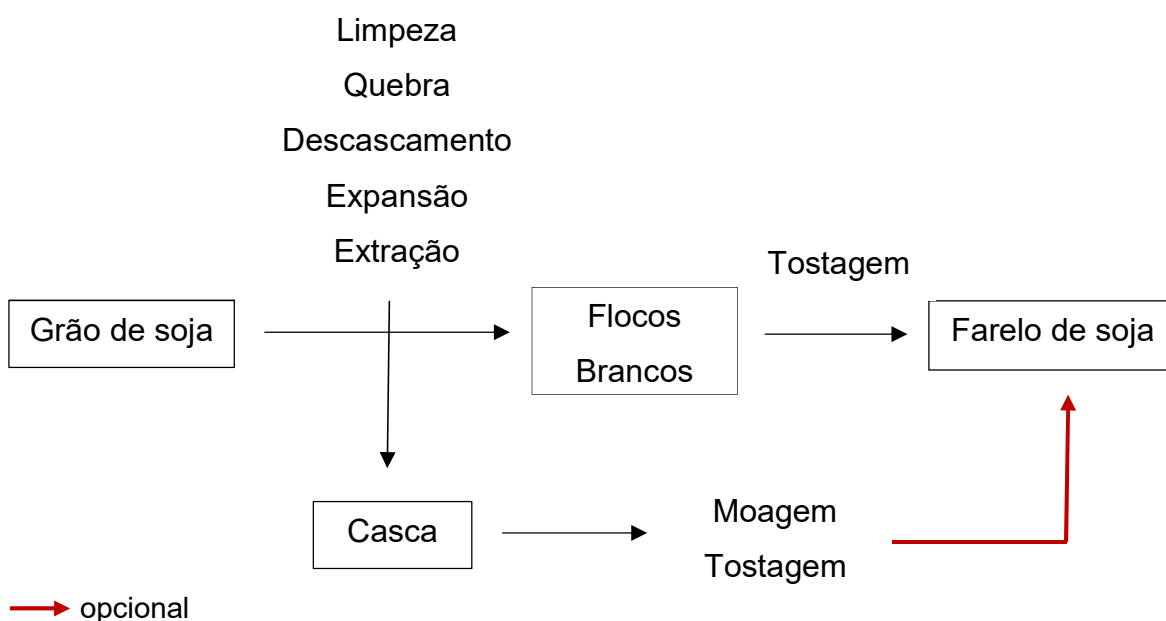 Limpeza
Quebra
Descascamento
Expansão
Extração
Tostagem
Grão de soja
Flocos
Brancos
Farelo de soja
Casca
Moagem
Tostagem
opcional